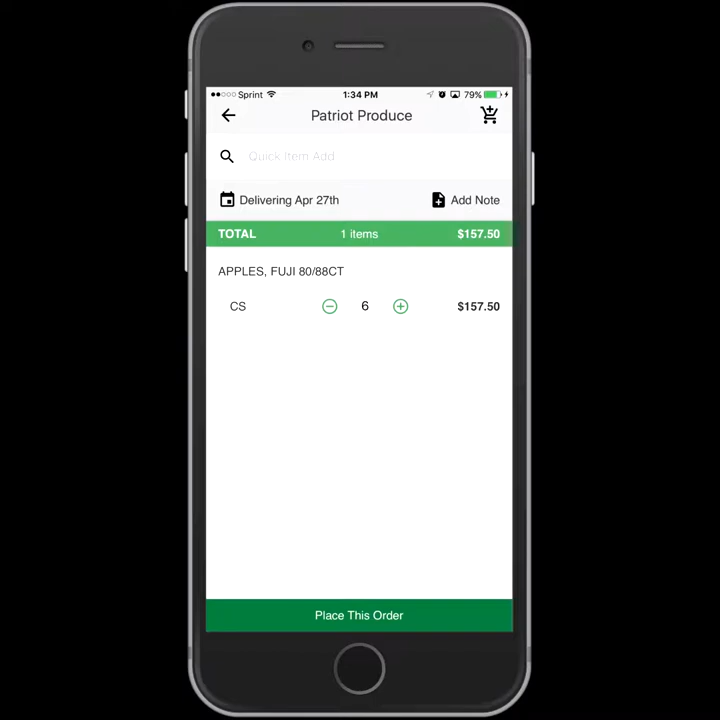 Sprint 1:34 PM 79%
Patriot Produce
Quick Item Add
Delivering Apr 27th Add Note
TOTAL 1 items $157.50
APPLES, FUJI 80/88CT
CS 6 $157.50
Place This Order